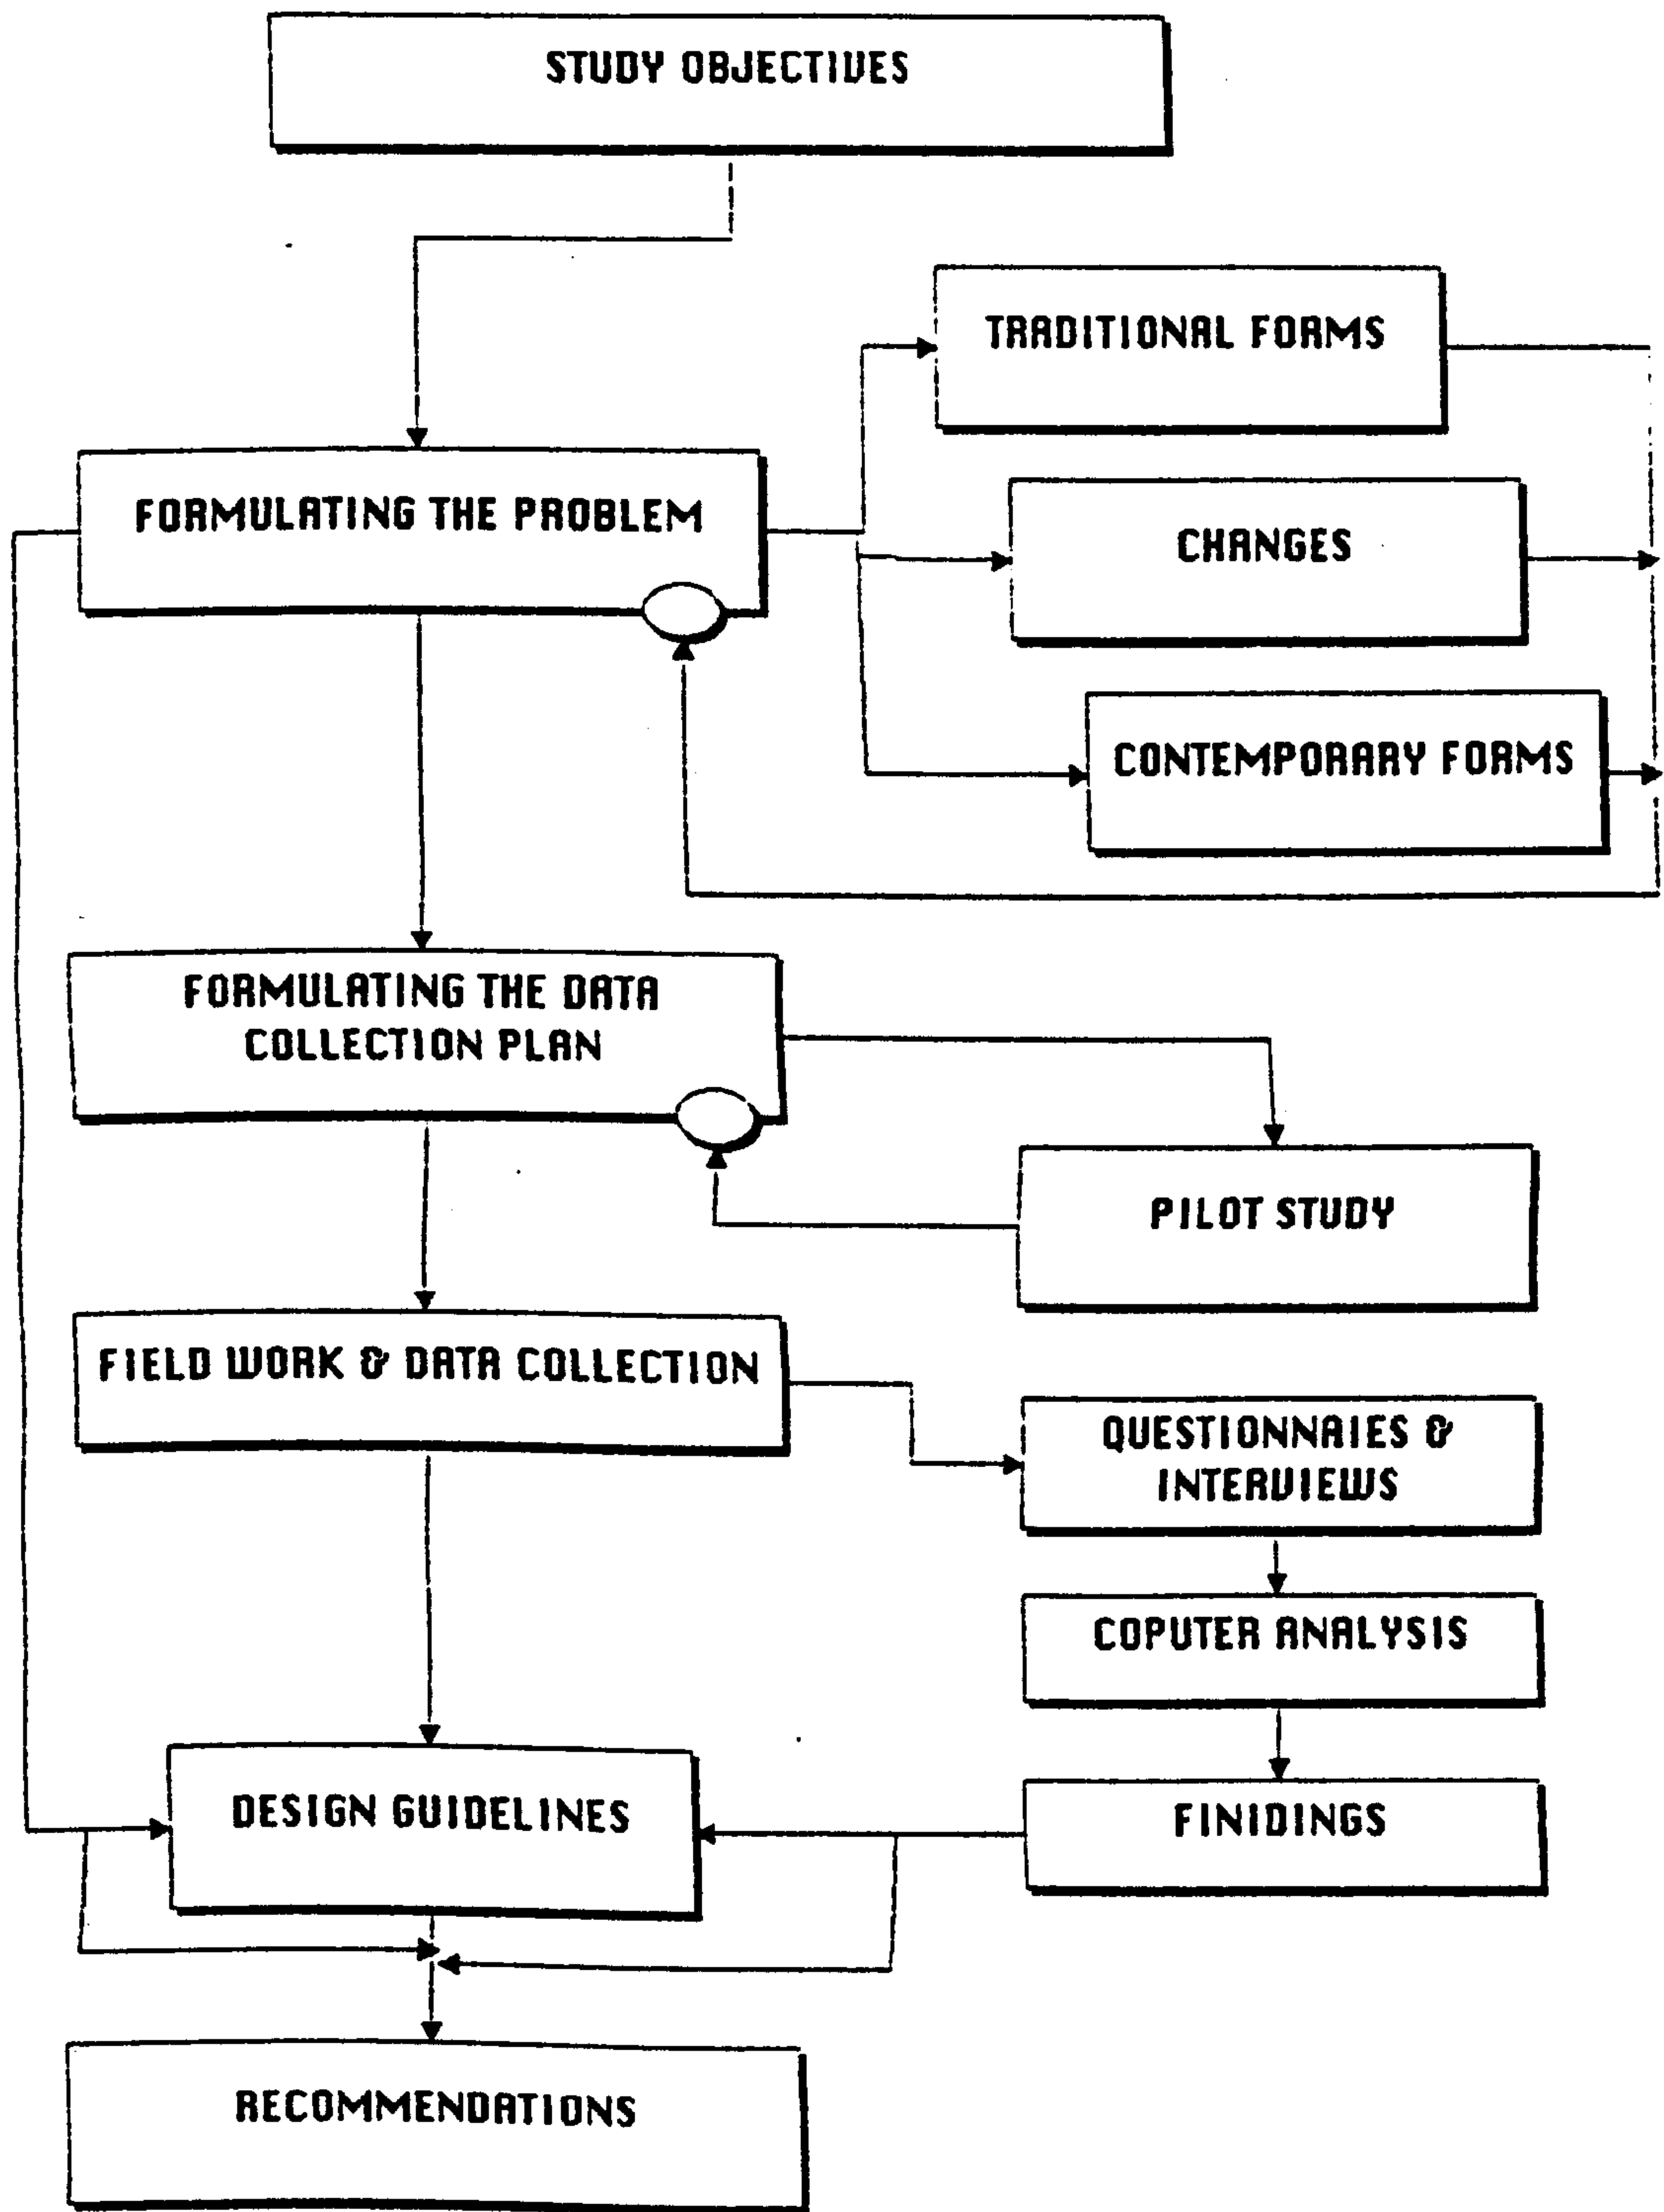 STUDY OBJECTIVES
TRADITIONAL FORMS
FORMULATING THE PROBLEM
CHANGES
CONTEMPORARY FORMS
FORMULATING THE DATA
COLLECTION PLAN
PILOT STUDY
FIELD WORK & DATA COLLECTION
QUESTIONNAIES &
INTERVIEWS
COPUTER ANALYSIS
DESIGN GUIDELINES
FINIDINGS
RECOMMENDATIONS